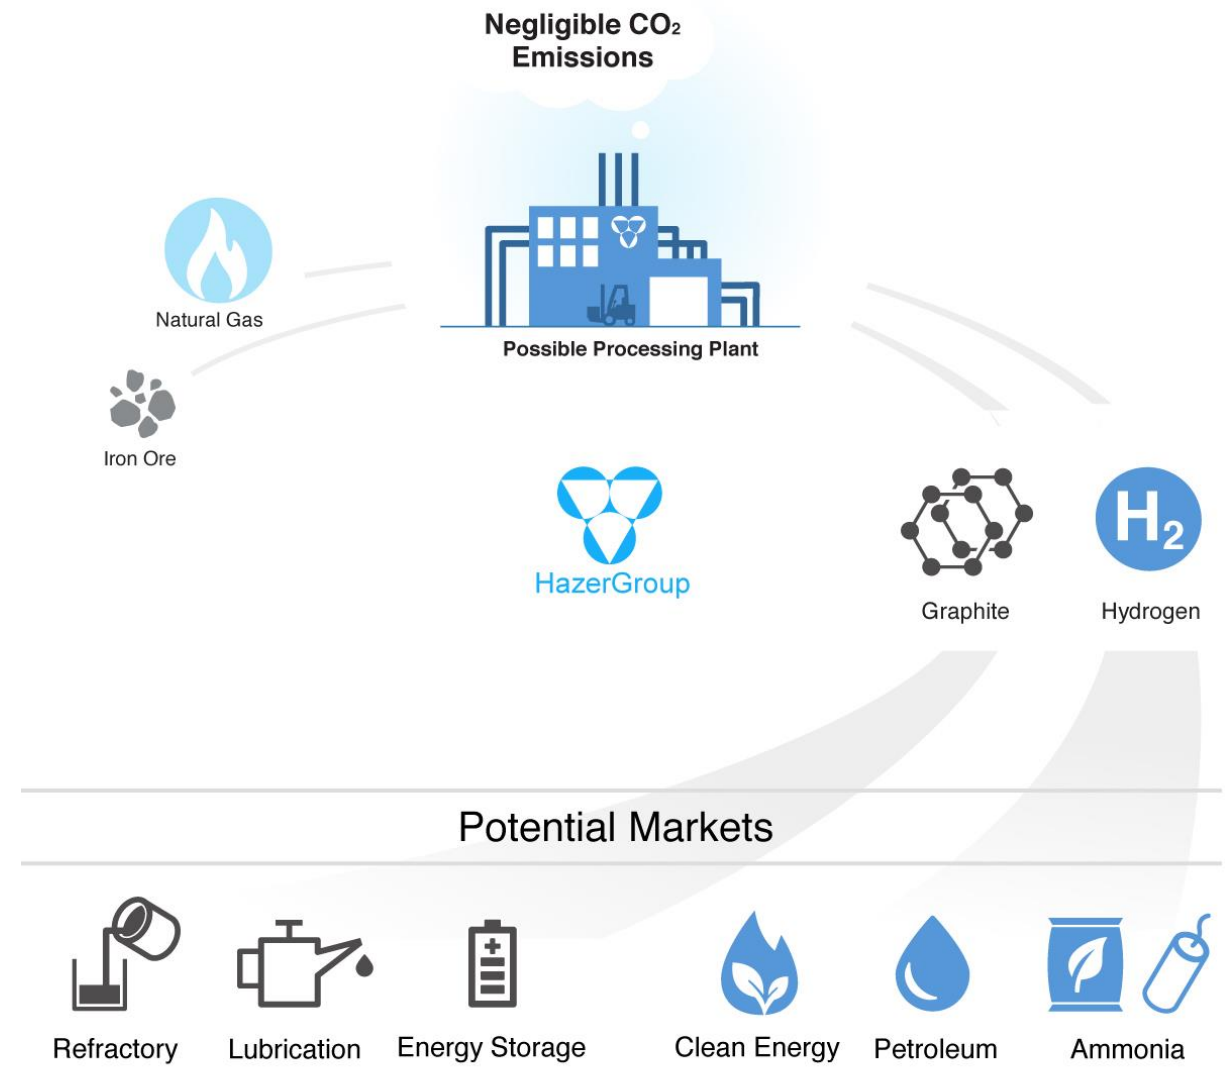 Negligible CO₂
Emissions
Natural Gas
Possible Processing Plant
Iron Ore
HazerGroup
H₂
Graphite
Hydrogen
Potential Markets
Refractory
Lubrication
Energy Storage
Clean Energy
Petroleum
Ammonia